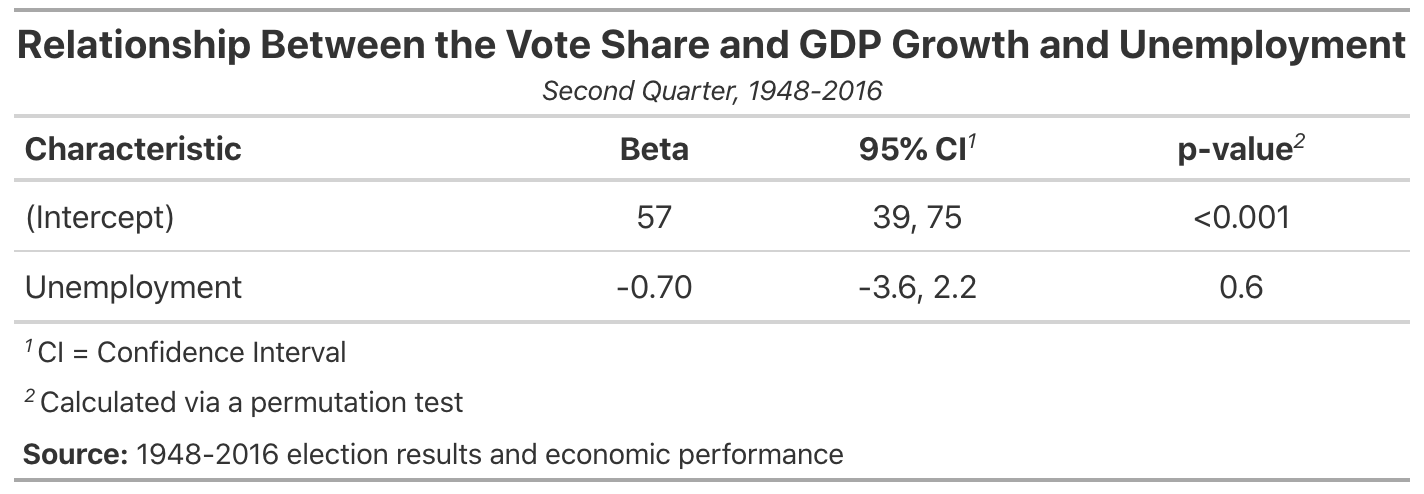 Relationship Between the Vote Share and GDP Growth and Unemployment
Second Quarter, 1948-2016
Characteristic Beta 95% CI1 p-value2
(Intercept) 57 39, 75 <0.001
Unemployment -0.70 -3.6, 2.2 0.6
1 CI = Confidence Interval
2 Calculated via a permutation test
Source: 1948-2016 election results and economic performance